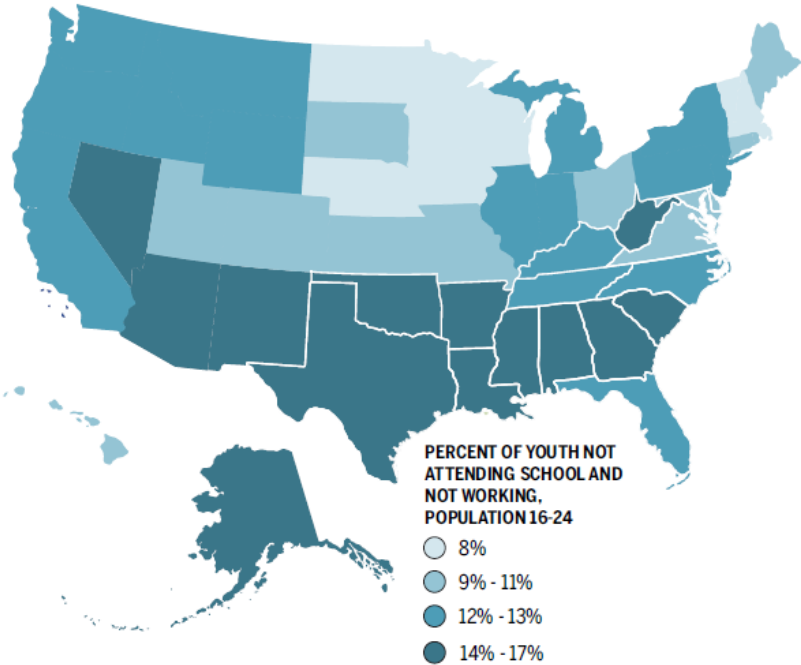 PERCENT OF YOUTH NOT
ATTENDING SCHOOL AND
NOT WORKING,
POPULATION 16-24
8%
9% - 11%
12% - 13%
14% - 17%